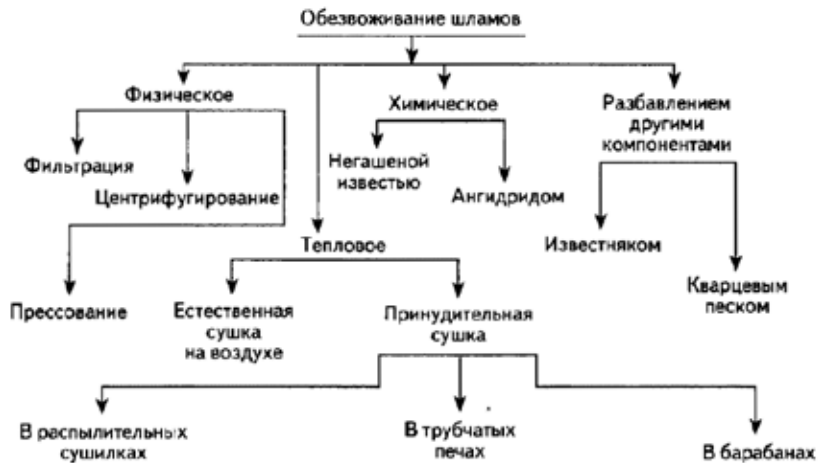 Обезвоживание шламов
Физическое
Химическое
Разбавлением
другими
компонентами
Фильтрация
Центрифугирование
Негашеной
известью
Ангидридом
Тепловое
Известняком
Кварцевым
песком
Прессование
Естественная
сушка
на воздухе
Принудительная
сушка
В распылительных
сушилках
В трубчатых
печах
В барабанах